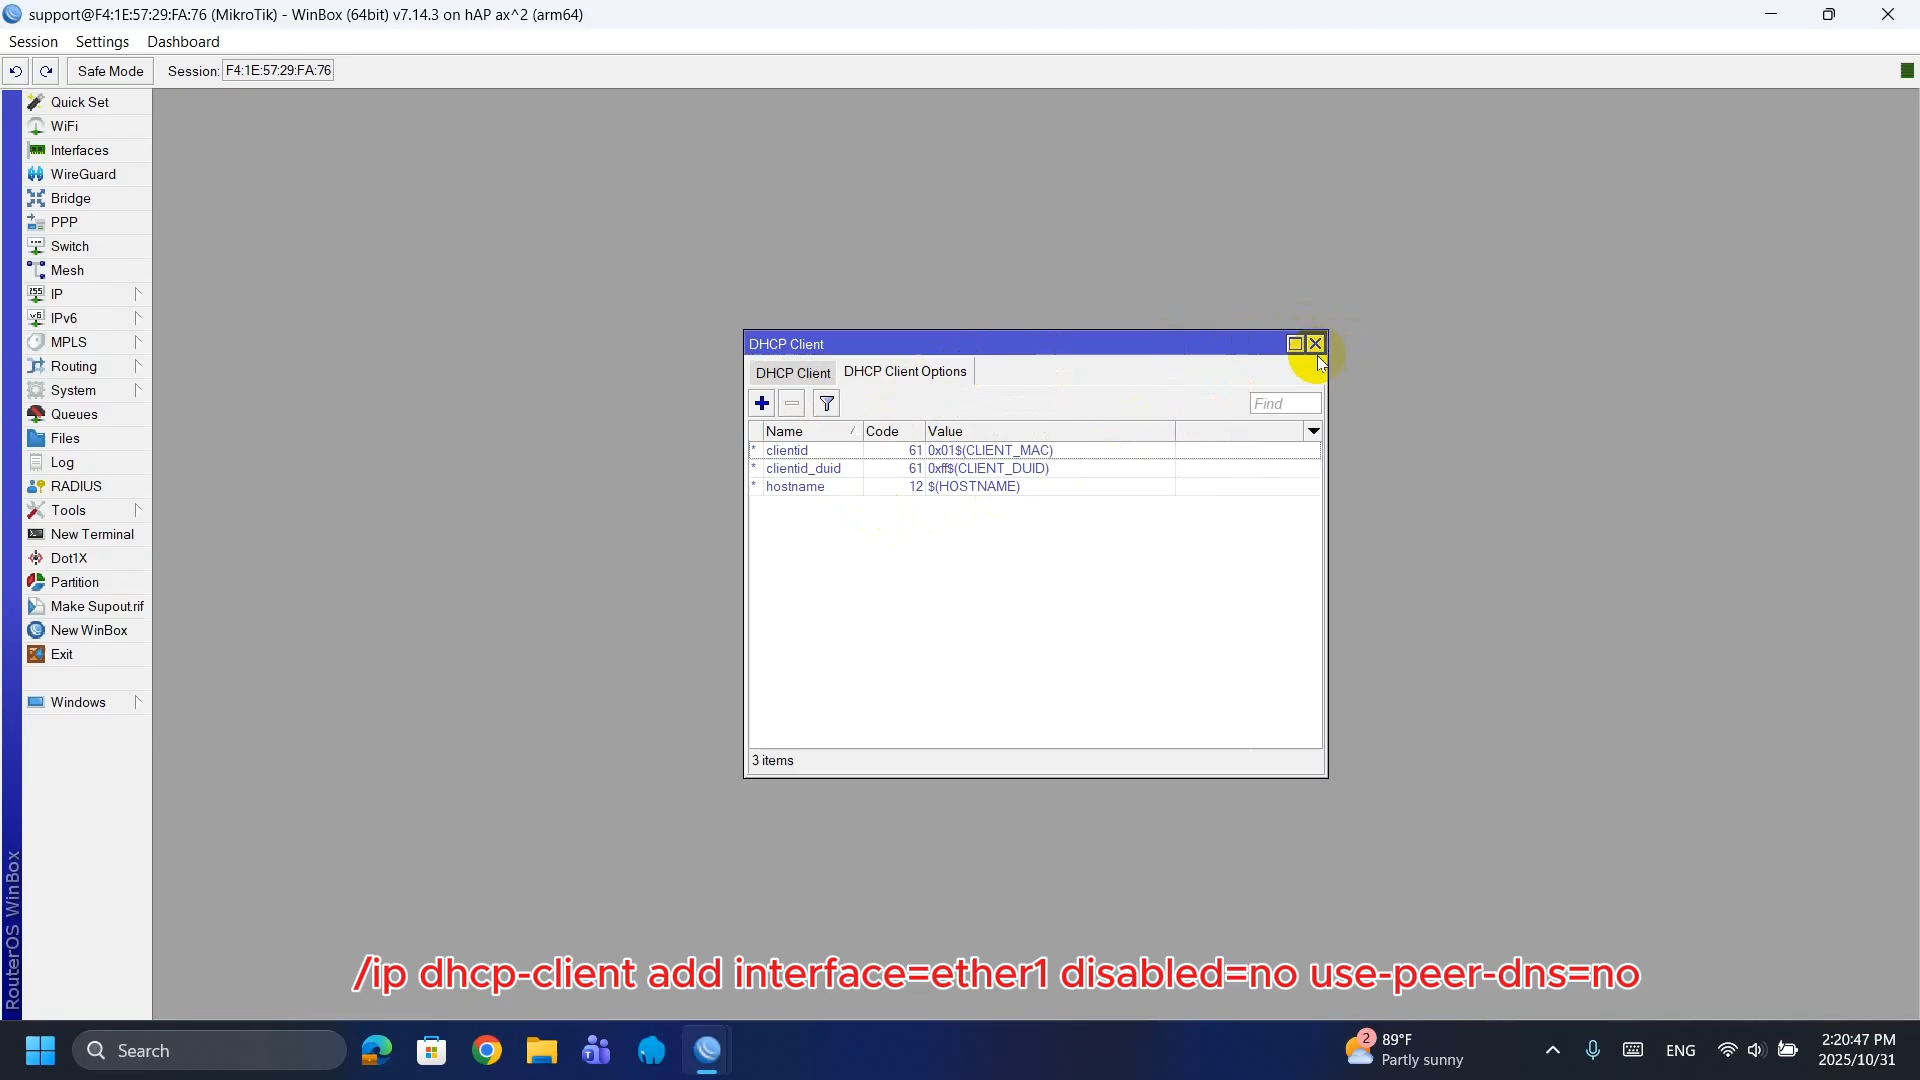 support@F4:1E:57:29:FA:76 (MikroTik) - WinBox (64bit) v7.14.3 on hAP ax^2 (arm64)
Session Settings Dashboard
Safe Mode Session: F4:1E:57:29:FA:76
Quick Set
WiFi
Interfaces
WireGuard
Bridge
PPP
Switch
Mesh
IP
IPv6
MPLS
Routing
System
Queues
Files
Log
RADIUS
Tools
New Terminal
Dot1X
Partition
Make Supout.rif
New WinBox
Exit
Windows
RouterOS WinBox
DHCP Client
DHCP Client DHCP Client Options
Find
Name Code Value
* clientid 61 0x01$(CLIENT_MAC)
* clientid_duid 61 0xff$(CLIENT_DUID)
* hostname 12 $(HOSTNAME)
3 items
/ip dhcp-client add interface=ether1 disabled=no use-peer-dns=no
Search
2 89°F
Partly sunny
ENG
2:20:47 PM
2025/10/31